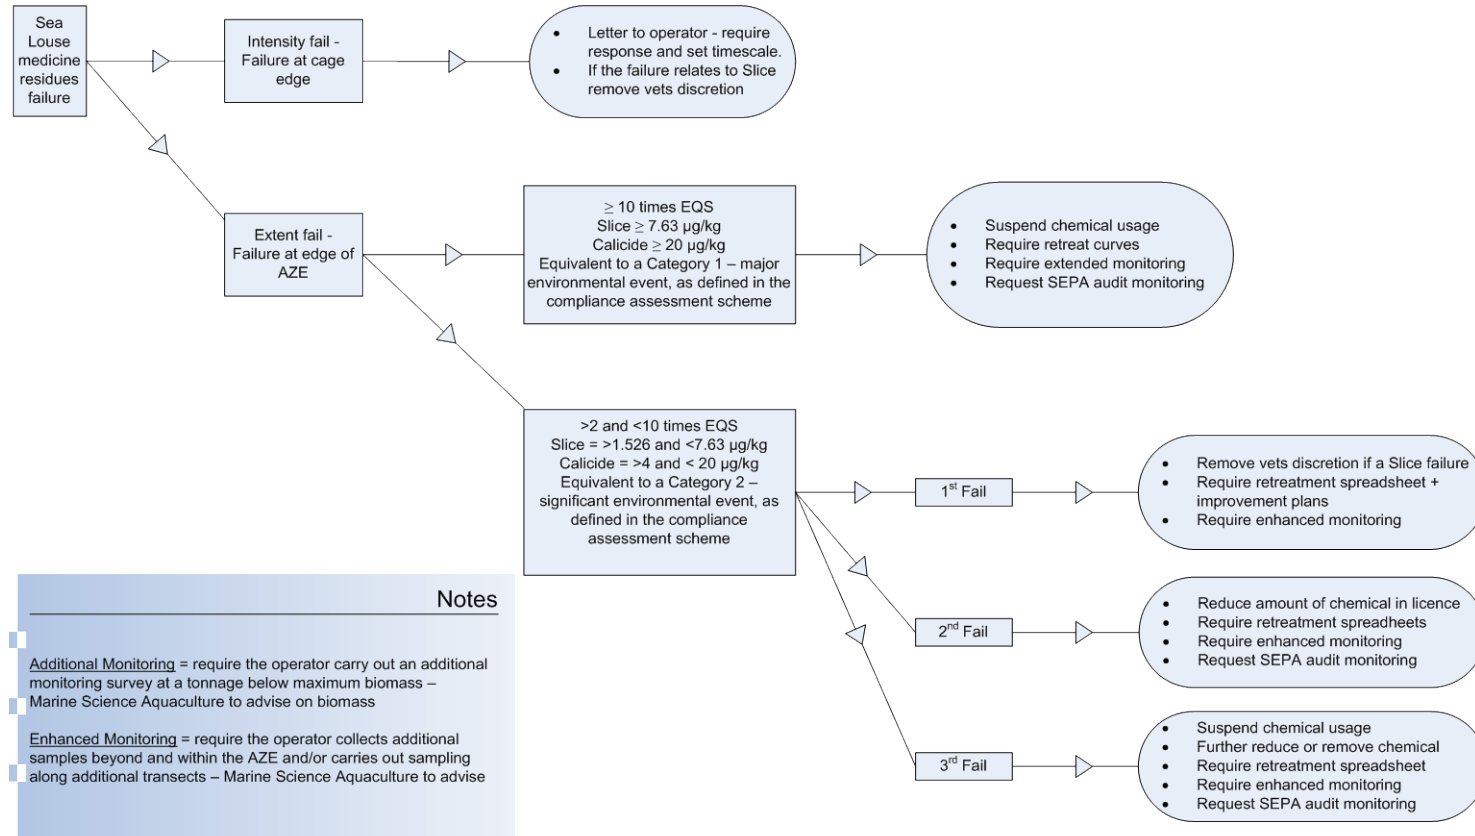 Sea
Louse
medicine
residues
failure
Intensity fail -
Failure at cage
edge
• Letter to operator - require
response and set timescale.
• If the failure relates to Slice
remove vets discretion
Extent fail -
Failure at edge of
AZE
≥ 10 times EQS
Slice ≥ 7.63 µg/kg
Calicide ≥ 20 µg/kg
Equivalent to a Category 1 – major
environmental event, as defined in the
compliance assessment scheme
• Suspend chemical usage
• Require retreat curves
• Require extended monitoring
• Request SEPA audit monitoring
>2 and <10 times EQS
Slice = >1.526 and <7.63 µg/kg
Calicide = >4 and < 20 µg/kg
Equivalent to a Category 2 –
significant environmental event, as
defined in the compliance
assessment scheme
1st Fail
• Remove vets discretion if a Slice failure
• Require retreatment spreadsheet +
improvement plans
• Require enhanced monitoring
2nd Fail
• Reduce amount of chemical in licence
• Require retreatment spreadheets
• Require enhanced monitoring
• Request SEPA audit monitoring
3rd Fail
• Suspend chemical usage
• Further reduce or remove chemical
• Require retreatment spreadsheet
• Require enhanced monitoring
• Request SEPA audit monitoring
Notes
Additional Monitoring = require the operator carry out an additional
monitoring survey at a tonnage below maximum biomass –
Marine Science Aquaculture to advise on biomass
Enhanced Monitoring = require the operator collects additional
samples beyond and within the AZE and/or carries out sampling
along additional transects – Marine Science Aquaculture to advise